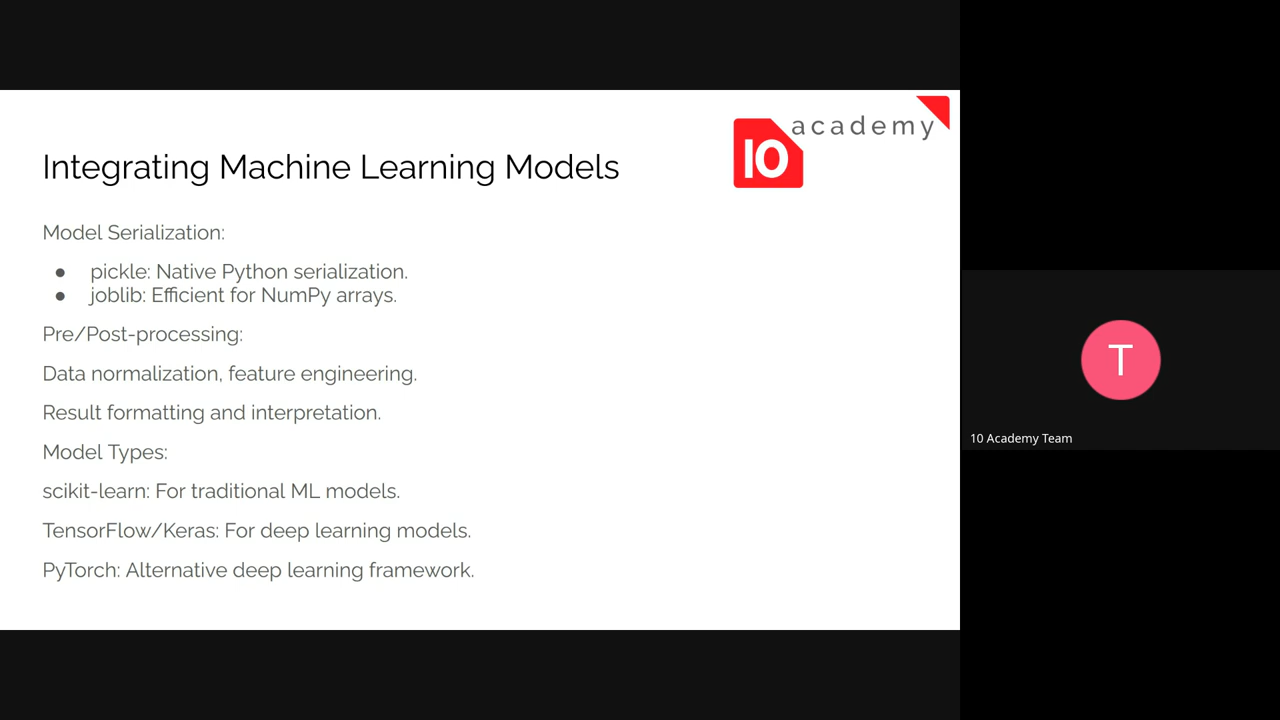 10 academy
Integrating Machine Learning Models
Model Serialization:
● pickle: Native Python serialization.
● joblib: Efficient for NumPy arrays.
Pre/Post-processing:
Data normalization, feature engineering.
Result formatting and interpretation.
Model Types:
scikit-learn: For traditional ML models.
TensorFlow/Keras: For deep learning models.
PyTorch: Alternative deep learning framework.
T
10 Academy Team